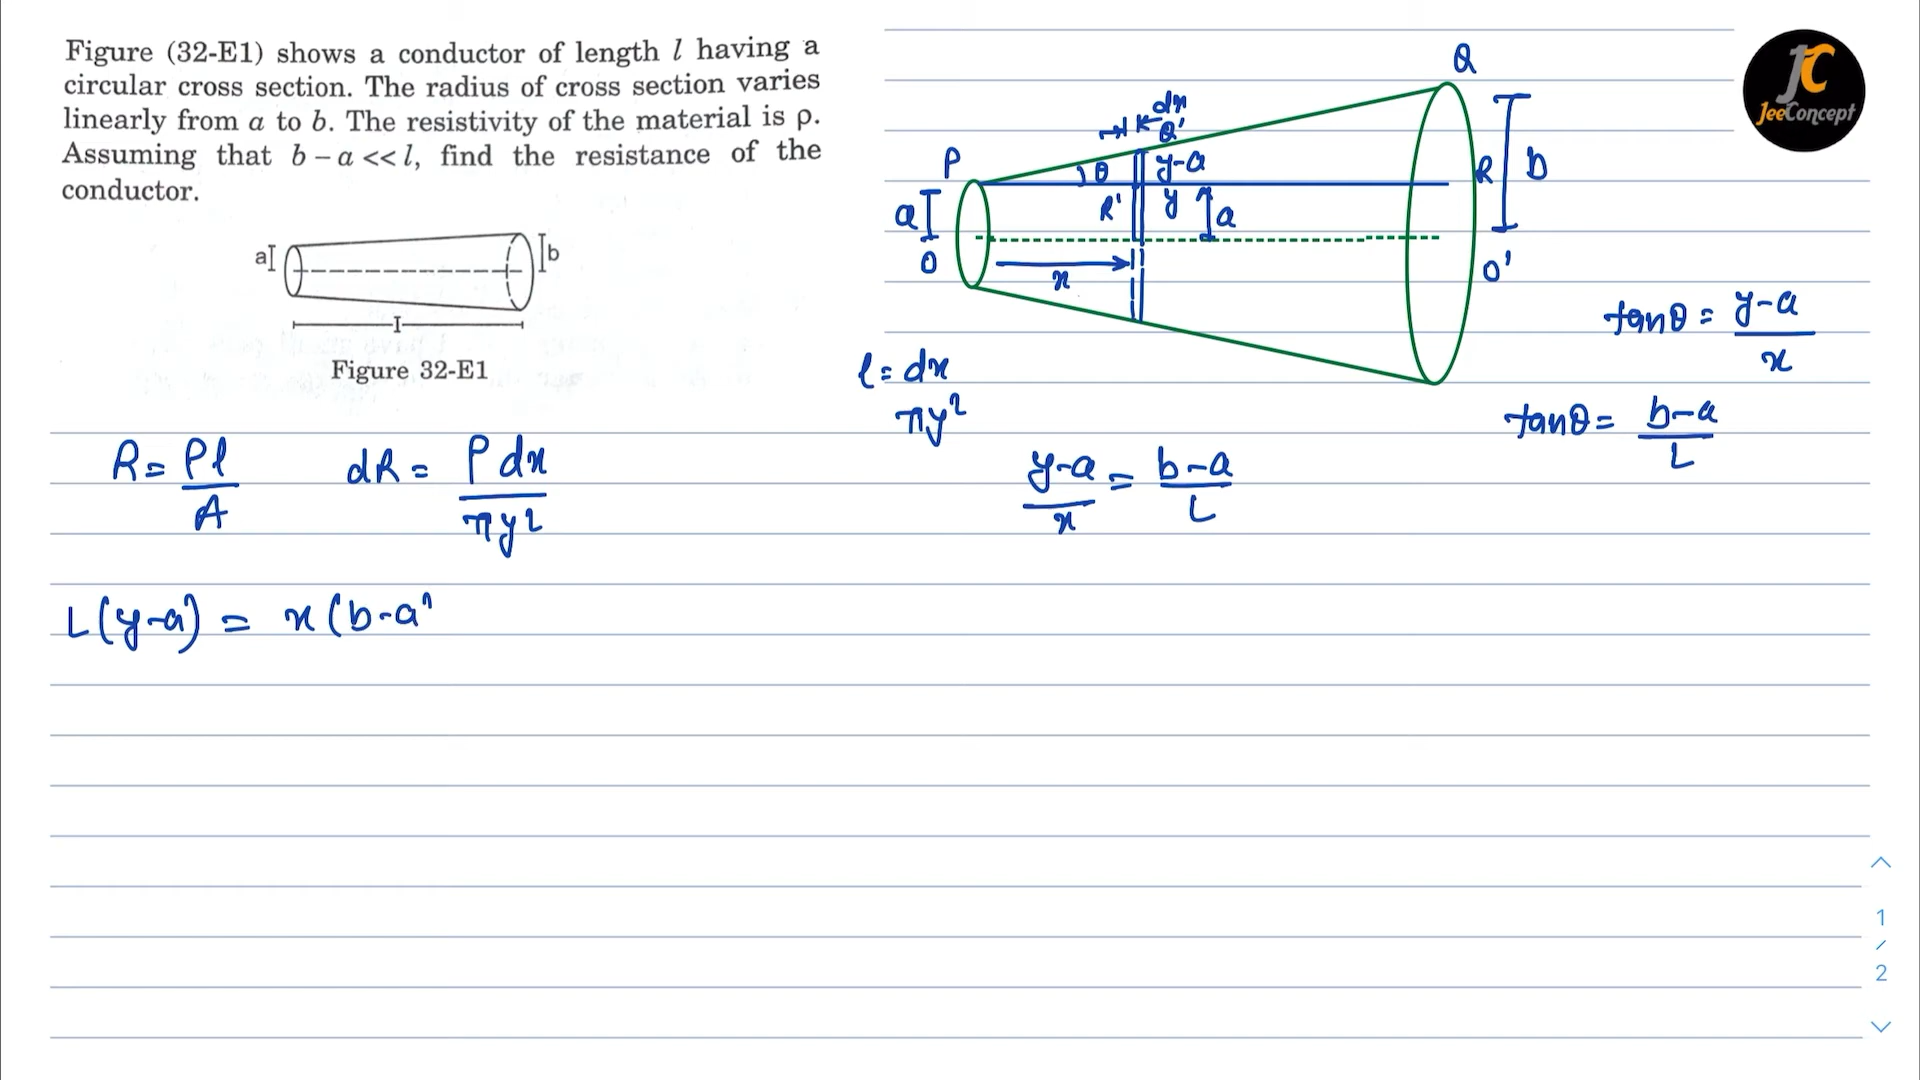 Figure (32-E1) shows a conductor of length l having a
circular cross section. The radius of cross section varies
linearly from a to b. The resistivity of the material is ρ.
Assuming that b – a << l, find the resistance of the
conductor.
a
b
l
Figure 32-E1
Q
dx
Q'
P
θ
y-a
R
b
a
R'
y
a
O
x
O'
JC
JeeConcept
tanθ = y-a / x
l = dx
πy²
tanθ = b-a / L
R = ρl / A
dR = ρ dx / πy²
y-a / x = b-a / L
L(y-a) = x(b-a)
1
/
2